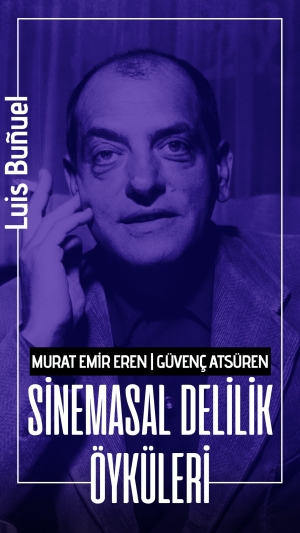 Luis Buñuel
MURAT EMİR EREN | GÜVENÇ ATSÜREN
SİNEMASAL DELİLİK
ÖYKÜLERİ